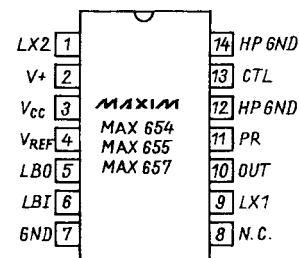 LX2 1 14 HP GND
V+ 2 13 CTL
VCC 3 MAXIM 12 HP GND
VREF 4 MAX 654 11 PR
LBO 5 MAX 655 10 OUT
LBI 6 MAX 657 9 LX1
GND 7 8 N.C.